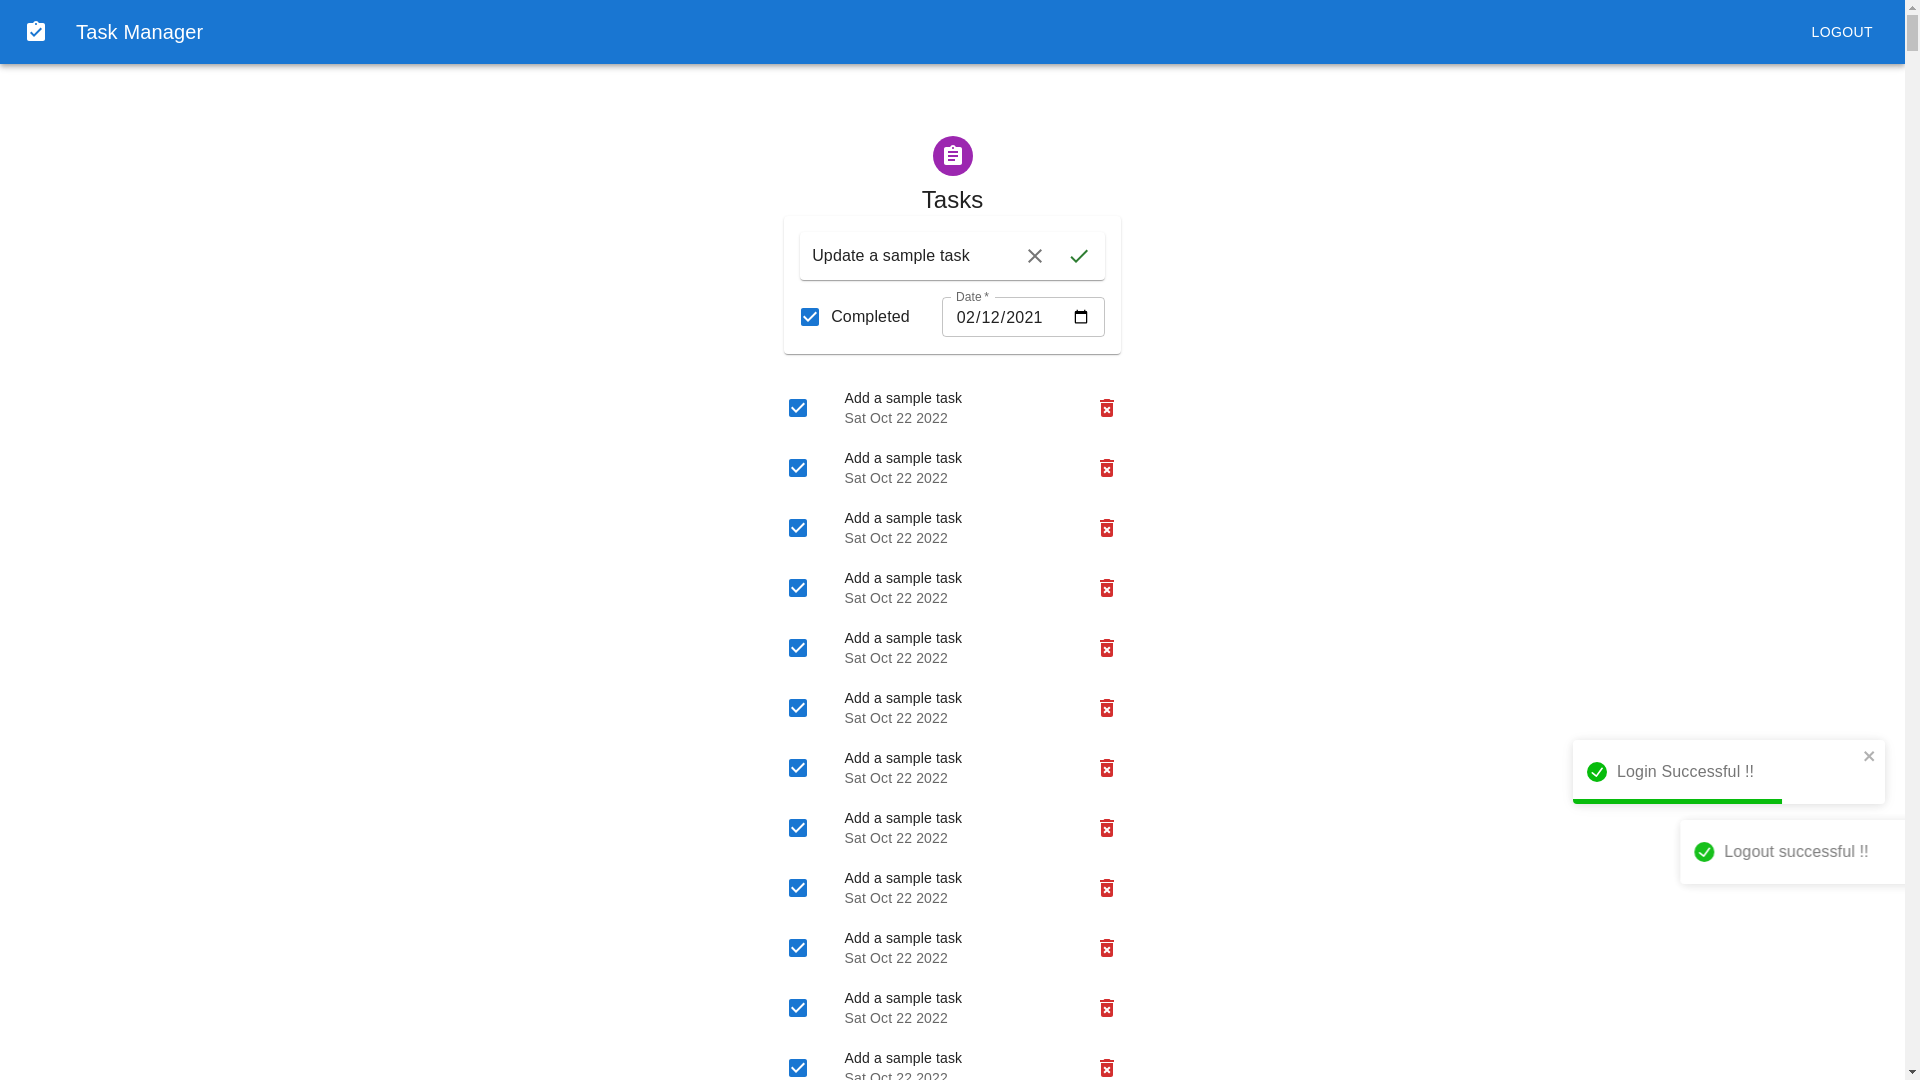 Task Manager
LOGOUT
Tasks
Update a sample task
Date *
Completed
02/12/2021
Add a sample task
Sat Oct 22 2022
Add a sample task
Sat Oct 22 2022
Add a sample task
Sat Oct 22 2022
Add a sample task
Sat Oct 22 2022
Add a sample task
Sat Oct 22 2022
Add a sample task
Sat Oct 22 2022
Add a sample task
Sat Oct 22 2022
Add a sample task
Sat Oct 22 2022
Add a sample task
Sat Oct 22 2022
Add a sample task
Sat Oct 22 2022
Add a sample task
Sat Oct 22 2022
Add a sample task
Sat Oct 22 2022
Login Successful !!
Logout successful !!